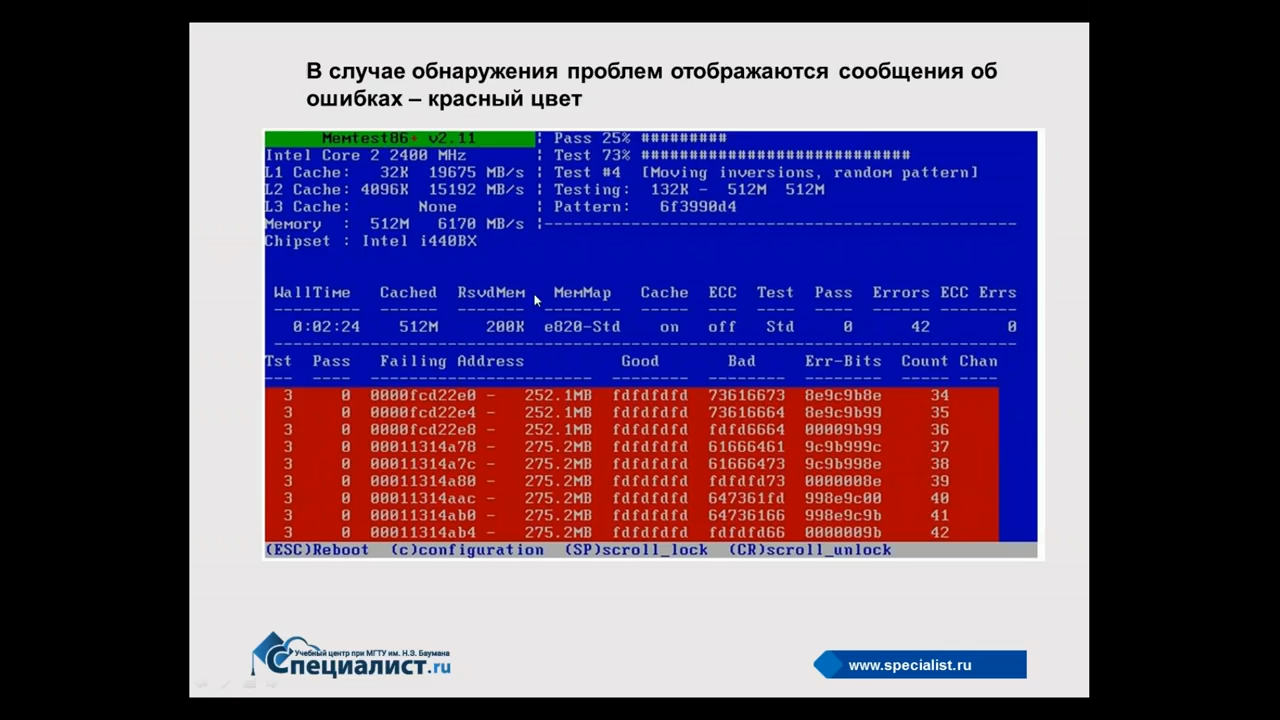 В случае обнаружения проблем отображаются сообщения об
ошибках – красный цвет
Memtest86+ v2.11 ¦ Pass 25% #########
Intel Core 2 2400 MHz ¦ Test 73% ############################
L1 Cache: 32K 19675 MB/s ¦ Test #4 [Moving inversions, random pattern]
L2 Cache: 4096K 15192 MB/s ¦ Testing: 132K - 512M 512M
L3 Cache: None ¦ Pattern: 6f3990d4
Memory : 512M 6170 MB/s ¦-------------------------------------------------
Chipset : Intel i440BX
WallTime Cached RsvdMem MemMap Cache ECC Test Pass Errors ECC Errs
0:02:24 512M 200K e820-Std on off Std 0 42 0
Tst Pass Failing Address Good Bad Err-Bits Count Chan
3 0 0000fcd22e0 - 252.1MB fdfdfdfd 73616673 8e9c9b8e 34
3 0 0000fcd22e4 - 252.1MB fdfdfdfd 73616664 8e9c9b99 35
3 0 0000fcd22e8 - 252.1MB fdfdfdfd fdfd6664 00009b99 36
3 0 00011314a78 - 275.2MB fdfdfdfd 61666461 9c9b999c 37
3 0 00011314a7c - 275.2MB fdfdfdfd 61666473 9c9b998e 38
3 0 00011314a80 - 275.2MB fdfdfdfd fdfdfd73 0000008e 39
3 0 00011314aac - 275.2MB fdfdfdfd 647361fd 998e9c00 40
3 0 00011314ab0 - 275.2MB fdfdfdfd 64736166 998e9c9b 41
3 0 00011314ab4 - 275.2MB fdfdfdfd fdfdfd66 0000009b 42
(ESC)Reboot (c)configuration (SP)scroll_lock (CR)scroll_unlock
Учебный центр при МГТУ им. Н.Э. Баумана
Специалист.ru
www.specialist.ru